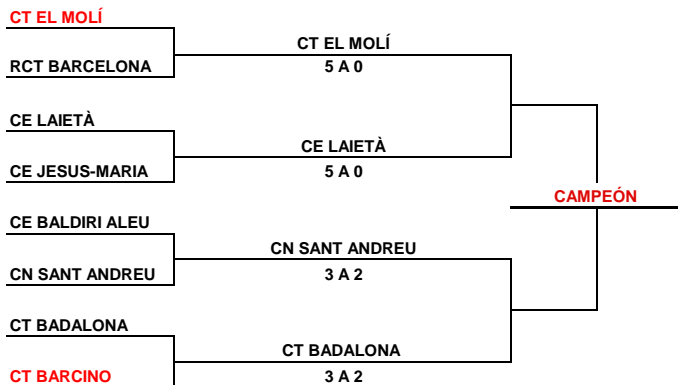 CT EL MOLÍ
RCT BARCELONA
CT EL MOLÍ
5 A 0
CE LAIETÀ
CE JESUS-MARIA
CE LAIETÀ
5 A 0
CAMPEÓN
CE BALDIRI ALEU
CN SANT ANDREU
CN SANT ANDREU
3 A 2
CT BADALONA
CT BARCINO
CT BADALONA
3 A 2